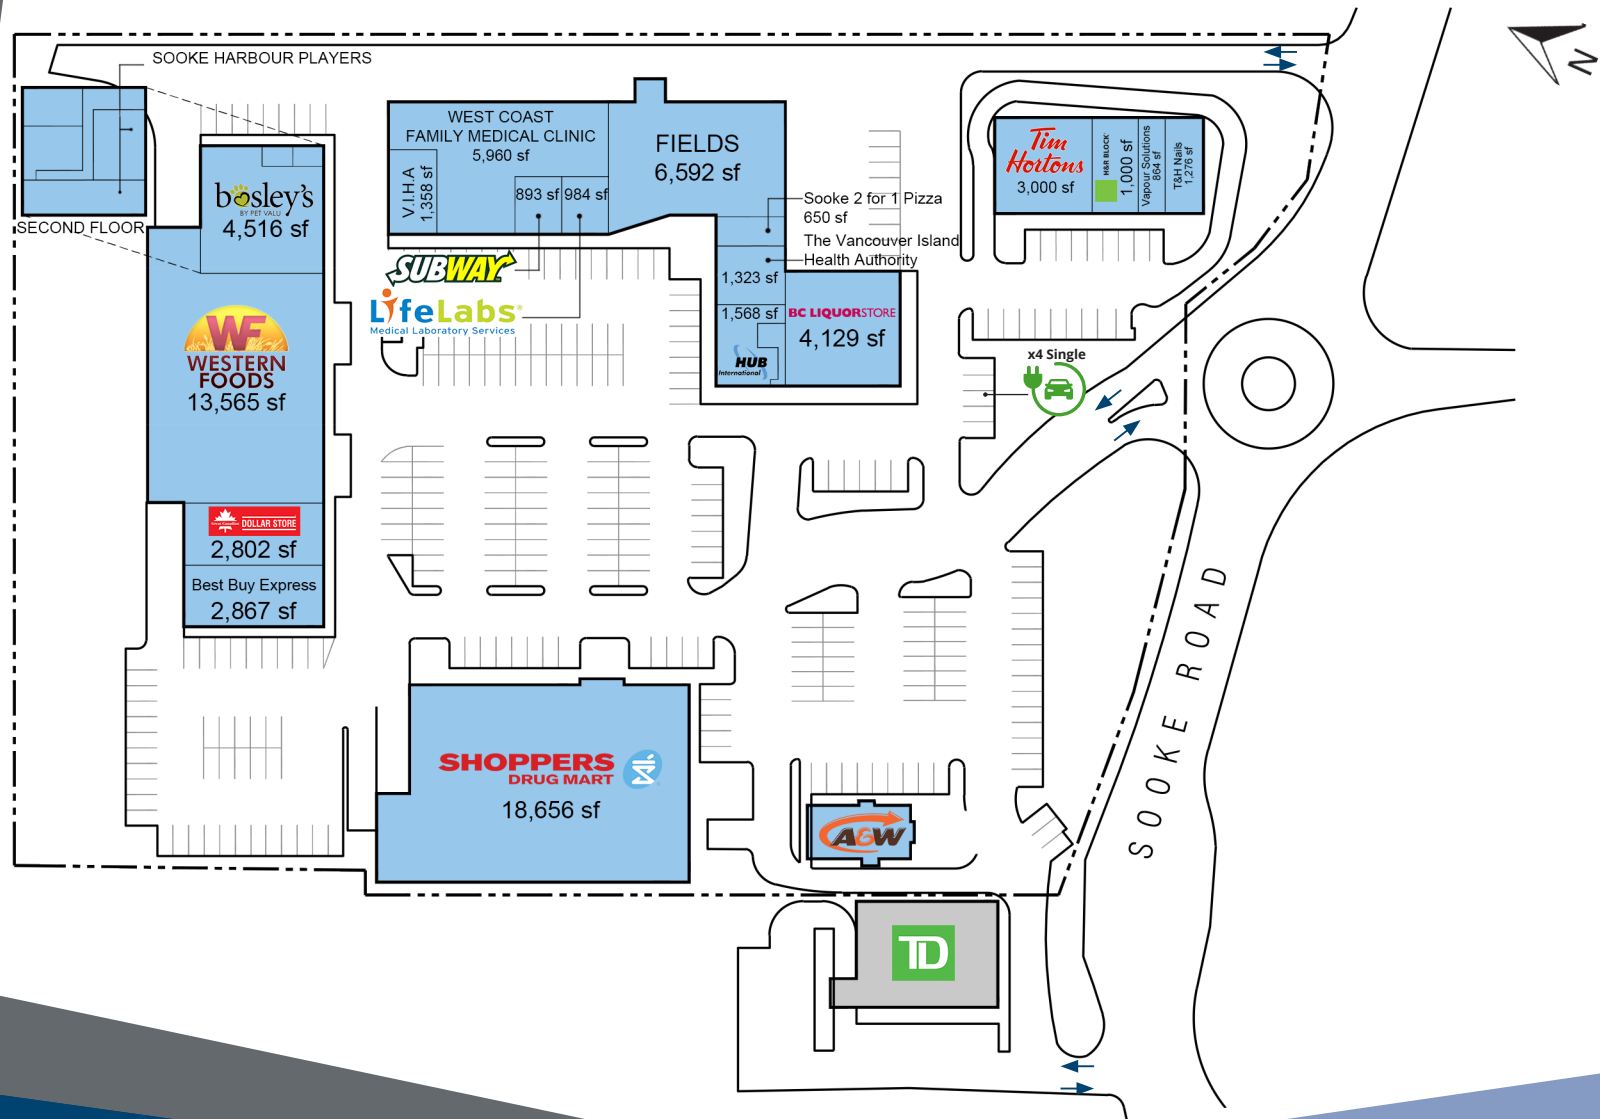 SOOKE HARBOUR PLAYERS
SECOND FLOOR
bosley's
BY PET VALU
4,516 sf
WF
WESTERN
FOODS
13,565 sf
Great Canadian
DOLLAR STORE
2,802 sf
Best Buy Express
2,867 sf
WEST COAST
FAMILY MEDICAL CLINIC
5,960 sf
V.I.H.A
1,358 sf
893 sf
984 sf
SUBWAY
LifeLabs
Medical Laboratory Services
FIELDS
6,592 sf
Sooke 2 for 1 Pizza
650 sf
The Vancouver Island
Health Authority
1,323 sf
1,568 sf
HUB
International
BC LIQUORSTORE
4,129 sf
Tim
Hortons
3,000 sf
H&R BLOCK
1,000 sf
Vapour Solutions
864 sf
T&H Nails
1,276 sf
N
x4 Single
SHOPPERS
DRUG MART
18,656 sf
A&W
TD
SOOKE ROAD